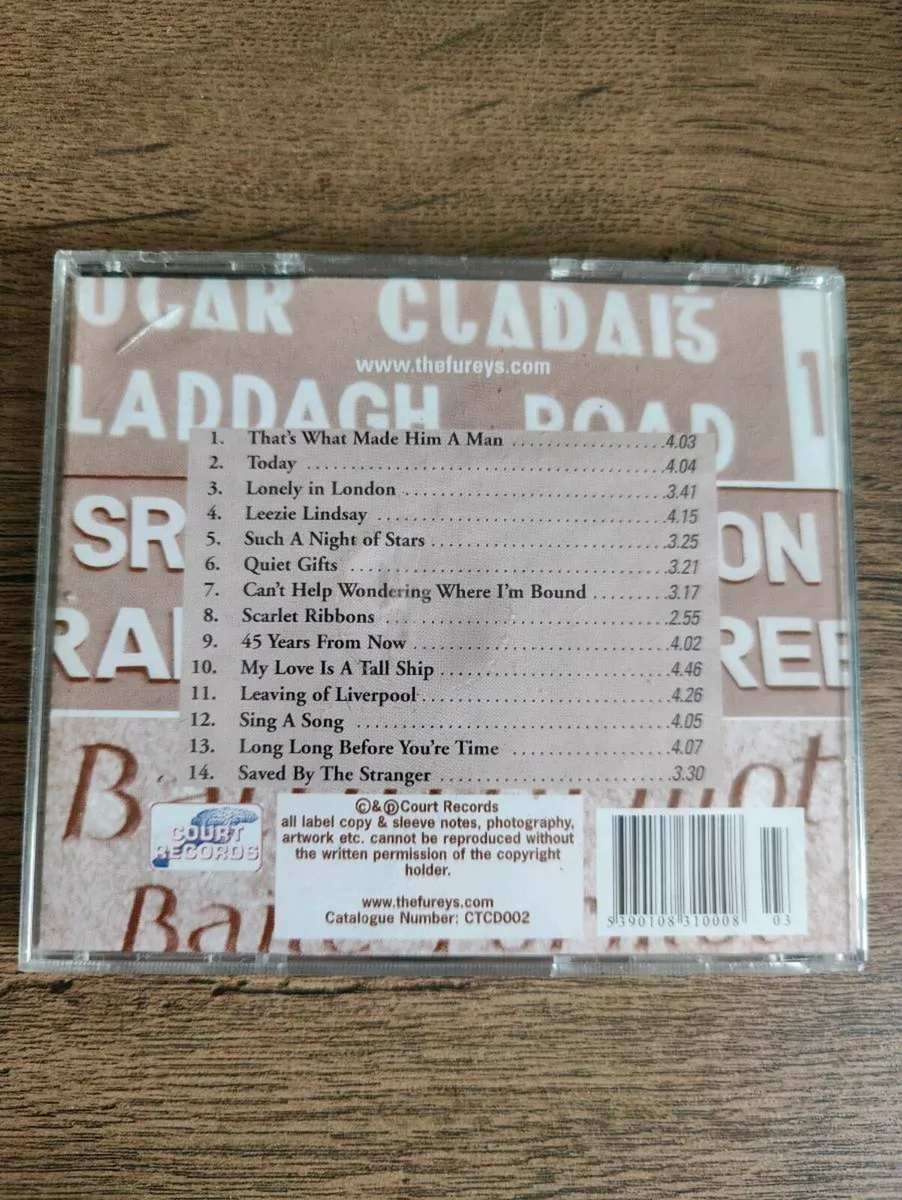 OCAR CLADAIS
www.thefureys.com
LADDAGH ROAD
1. That's What Made Him A Man 4.03
2. Today 4.04
3. Lonely in London 3.41
4. Leezie Lindsay 4.15
5. Such A Night of Stars 3.25
6. Quiet Gifts 3.21
7. Can't Help Wondering Where I'm Bound 3.17
8. Scarlet Ribbons 2.55
9. 45 Years From Now 4.02
10. My Love Is A Tall Ship 4.46
11. Leaving of Liverpool 4.26
12. Sing A Song 4.05
13. Long Long Before You're Time 4.07
14. Saved By The Stranger 3.30
SR ON
RA REE
©&℗Court Records
all label copy & sleeve notes, photography,
artwork etc. cannot be reproduced without
the written permission of the copyright
holder.
www.thefureys.com
Catalogue Number: CTCD002
COURT
RECORDS
5 390108 310008 03